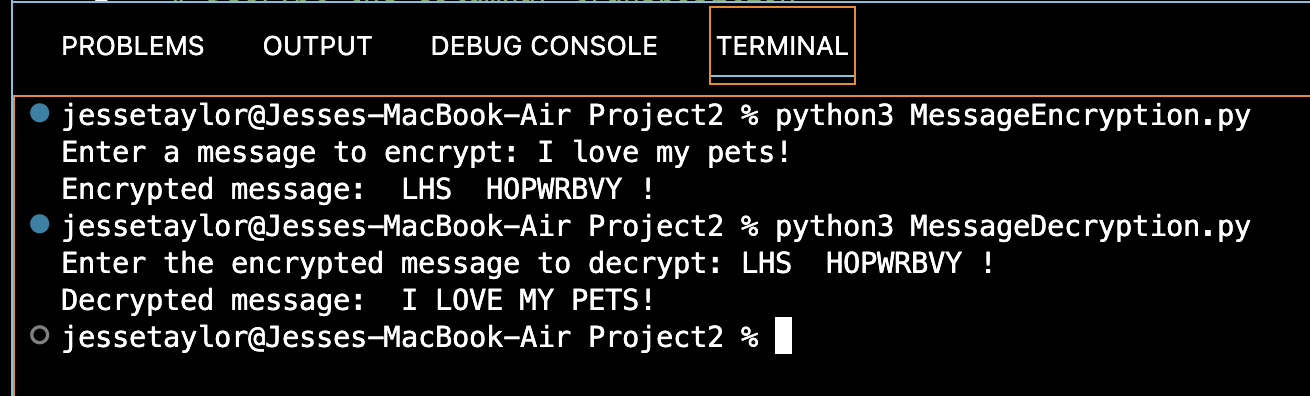 PROBLEMS OUTPUT DEBUG CONSOLE TERMINAL
jessetaylor@Jesses-MacBook-Air Project2 % python3 MessageEncryption.py
Enter a message to encrypt: I love my pets!
Encrypted message:  LHS  HOPWRBVY !
jessetaylor@Jesses-MacBook-Air Project2 % python3 MessageDecryption.py
Enter the encrypted message to decrypt: LHS  HOPWRBVY !
Decrypted message:  I LOVE MY PETS!
jessetaylor@Jesses-MacBook-Air Project2 %